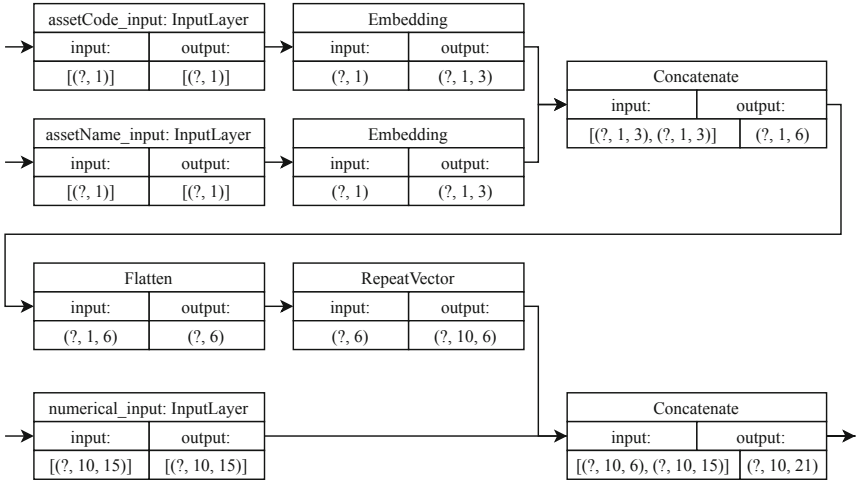 assetCode_input: InputLayer
input: output:
[(?, 1)] [(?, 1)]
Embedding
input: output:
(?, 1) (?, 1, 3)
assetName_input: InputLayer
input: output:
[(?, 1)] [(?, 1)]
Embedding
input: output:
(?, 1) (?, 1, 3)
Concatenate
input: output:
[(?, 1, 3), (?, 1, 3)] (?, 1, 6)
Flatten
input: output:
(?, 1, 6) (?, 6)
RepeatVector
input: output:
(?, 6) (?, 10, 6)
numerical_input: InputLayer
input: output:
[(?, 10, 15)] [(?, 10, 15)]
Concatenate
input: output:
[(?, 10, 6), (?, 10, 15)] (?, 10, 21)